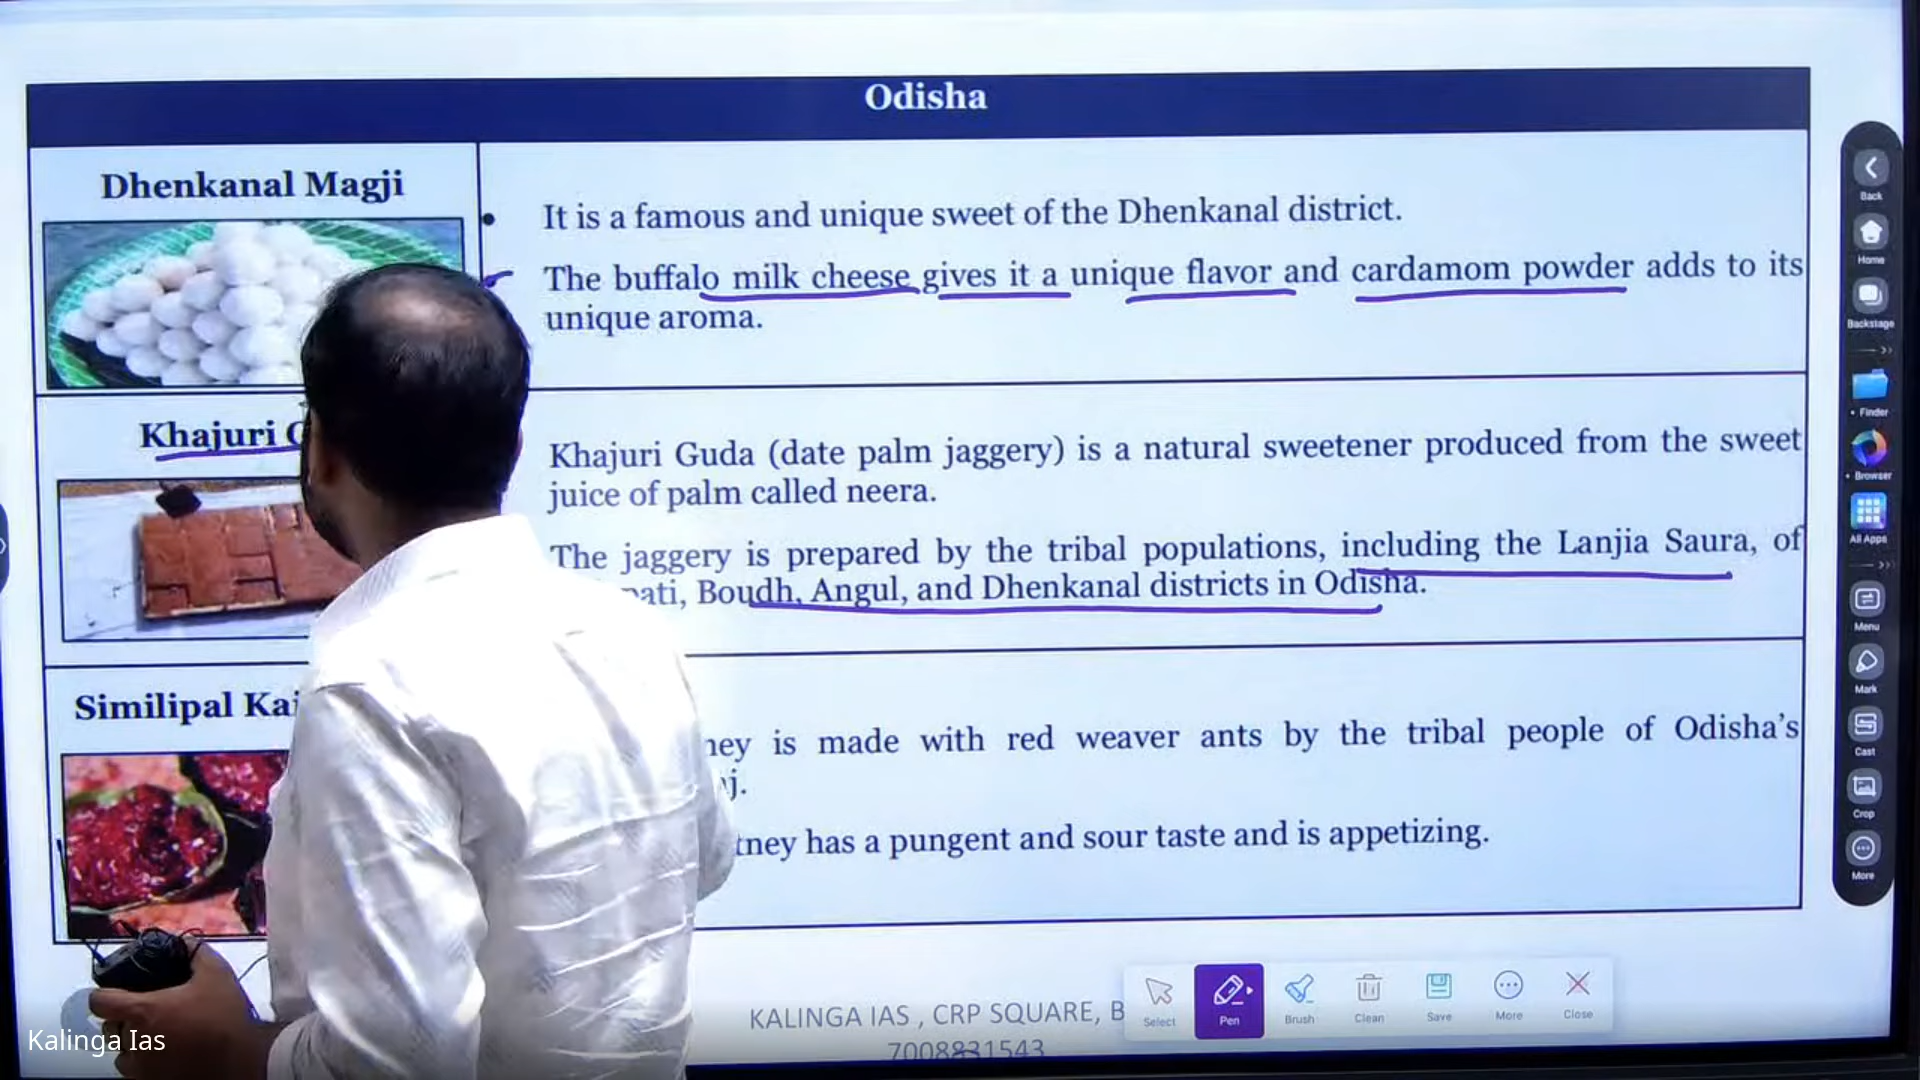 Odisha
Dhenkanal Magji
It is a famous and unique sweet of the Dhenkanal district.
The buffalo milk cheese gives it a unique flavor and cardamom powder adds to its
unique aroma.
Khajuri
Khajuri Guda (date palm jaggery) is a natural sweetener produced from the sweet
juice of palm called neera.
The jaggery is prepared by the tribal populations, including the Lanjia Saura, of
Boudh, Angul, and Dhenkanal districts in Odisha.
Similipal
is made with red weaver ants by the tribal people of Odisha's
has a pungent and sour taste and is appetizing.
KALINGA IAS , CRP SQUARE, B
7008831543
Kalinga Ias
Select
Pen
Brush
Clean
Save
More
Close
Back
Home
Backstage
Finder
Browser
All Apps
Menu
Mark
Cast
Crop
More